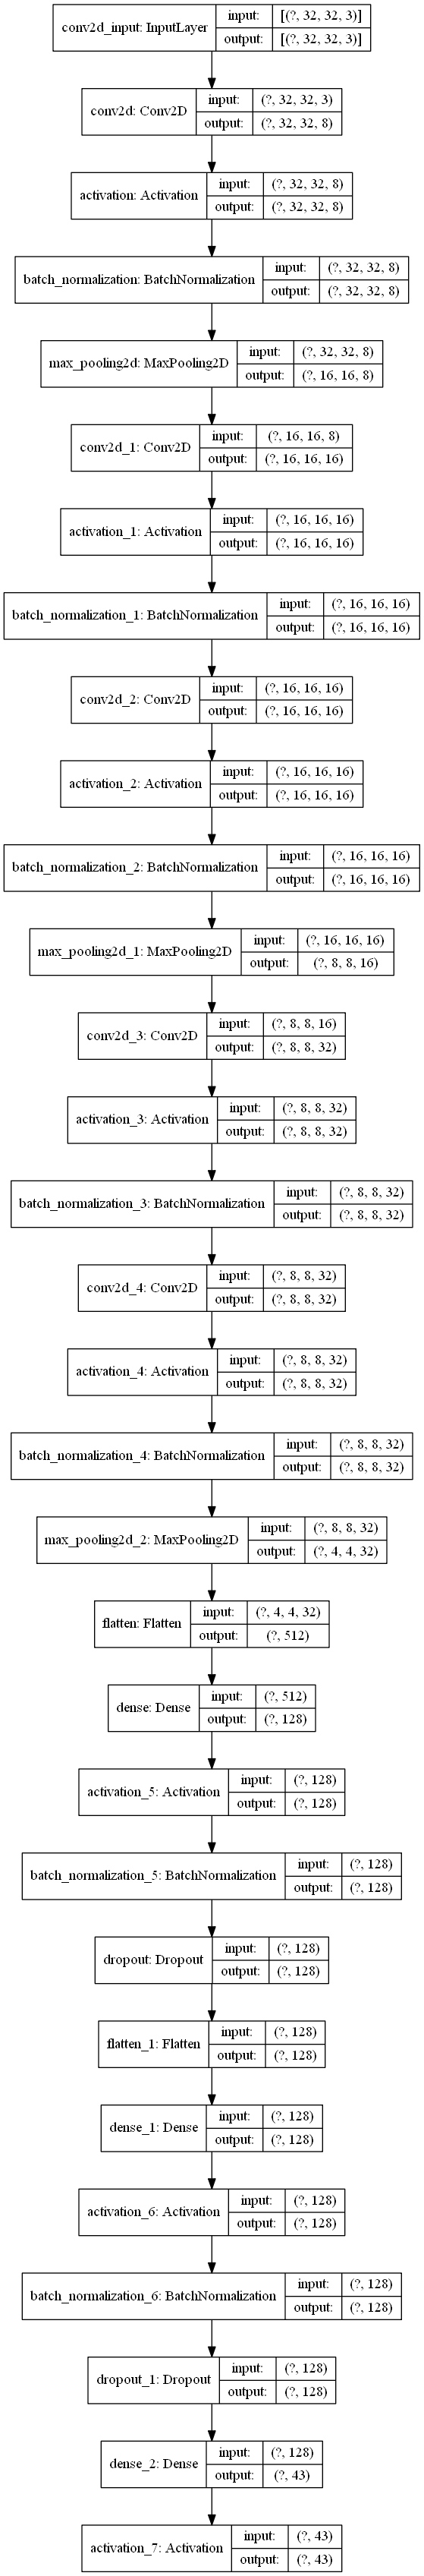 conv2d_input: InputLayer
input: [(?, 32, 32, 3)]
output: [(?, 32, 32, 3)]
conv2d: Conv2D
input: (?, 32, 32, 3)
output: (?, 32, 32, 8)
activation: Activation
input: (?, 32, 32, 8)
output: (?, 32, 32, 8)
batch_normalization: BatchNormalization
input: (?, 32, 32, 8)
output: (?, 32, 32, 8)
max_pooling2d: MaxPooling2D
input: (?, 32, 32, 8)
output: (?, 16, 16, 8)
conv2d_1: Conv2D
input: (?, 16, 16, 8)
output: (?, 16, 16, 16)
activation_1: Activation
input: (?, 16, 16, 16)
output: (?, 16, 16, 16)
batch_normalization_1: BatchNormalization
input: (?, 16, 16, 16)
output: (?, 16, 16, 16)
conv2d_2: Conv2D
input: (?, 16, 16, 16)
output: (?, 16, 16, 16)
activation_2: Activation
input: (?, 16, 16, 16)
output: (?, 16, 16, 16)
batch_normalization_2: BatchNormalization
input: (?, 16, 16, 16)
output: (?, 16, 16, 16)
max_pooling2d_1: MaxPooling2D
input: (?, 16, 16, 16)
output: (?, 8, 8, 16)
conv2d_3: Conv2D
input: (?, 8, 8, 16)
output: (?, 8, 8, 32)
activation_3: Activation
input: (?, 8, 8, 32)
output: (?, 8, 8, 32)
batch_normalization_3: BatchNormalization
input: (?, 8, 8, 32)
output: (?, 8, 8, 32)
conv2d_4: Conv2D
input: (?, 8, 8, 32)
output: (?, 8, 8, 32)
activation_4: Activation
input: (?, 8, 8, 32)
output: (?, 8, 8, 32)
batch_normalization_4: BatchNormalization
input: (?, 8, 8, 32)
output: (?, 8, 8, 32)
max_pooling2d_2: MaxPooling2D
input: (?, 8, 8, 32)
output: (?, 4, 4, 32)
flatten: Flatten
input: (?, 4, 4, 32)
output: (?, 512)
dense: Dense
input: (?, 512)
output: (?, 128)
activation_5: Activation
input: (?, 128)
output: (?, 128)
batch_normalization_5: BatchNormalization
input: (?, 128)
output: (?, 128)
dropout: Dropout
input: (?, 128)
output: (?, 128)
flatten_1: Flatten
input: (?, 128)
output: (?, 128)
dense_1: Dense
input: (?, 128)
output: (?, 128)
activation_6: Activation
input: (?, 128)
output: (?, 128)
batch_normalization_6: BatchNormalization
input: (?, 128)
output: (?, 128)
dropout_1: Dropout
input: (?, 128)
output: (?, 128)
dense_2: Dense
input: (?, 128)
output: (?, 43)
activation_7: Activation
input: (?, 43)
output: (?, 43)